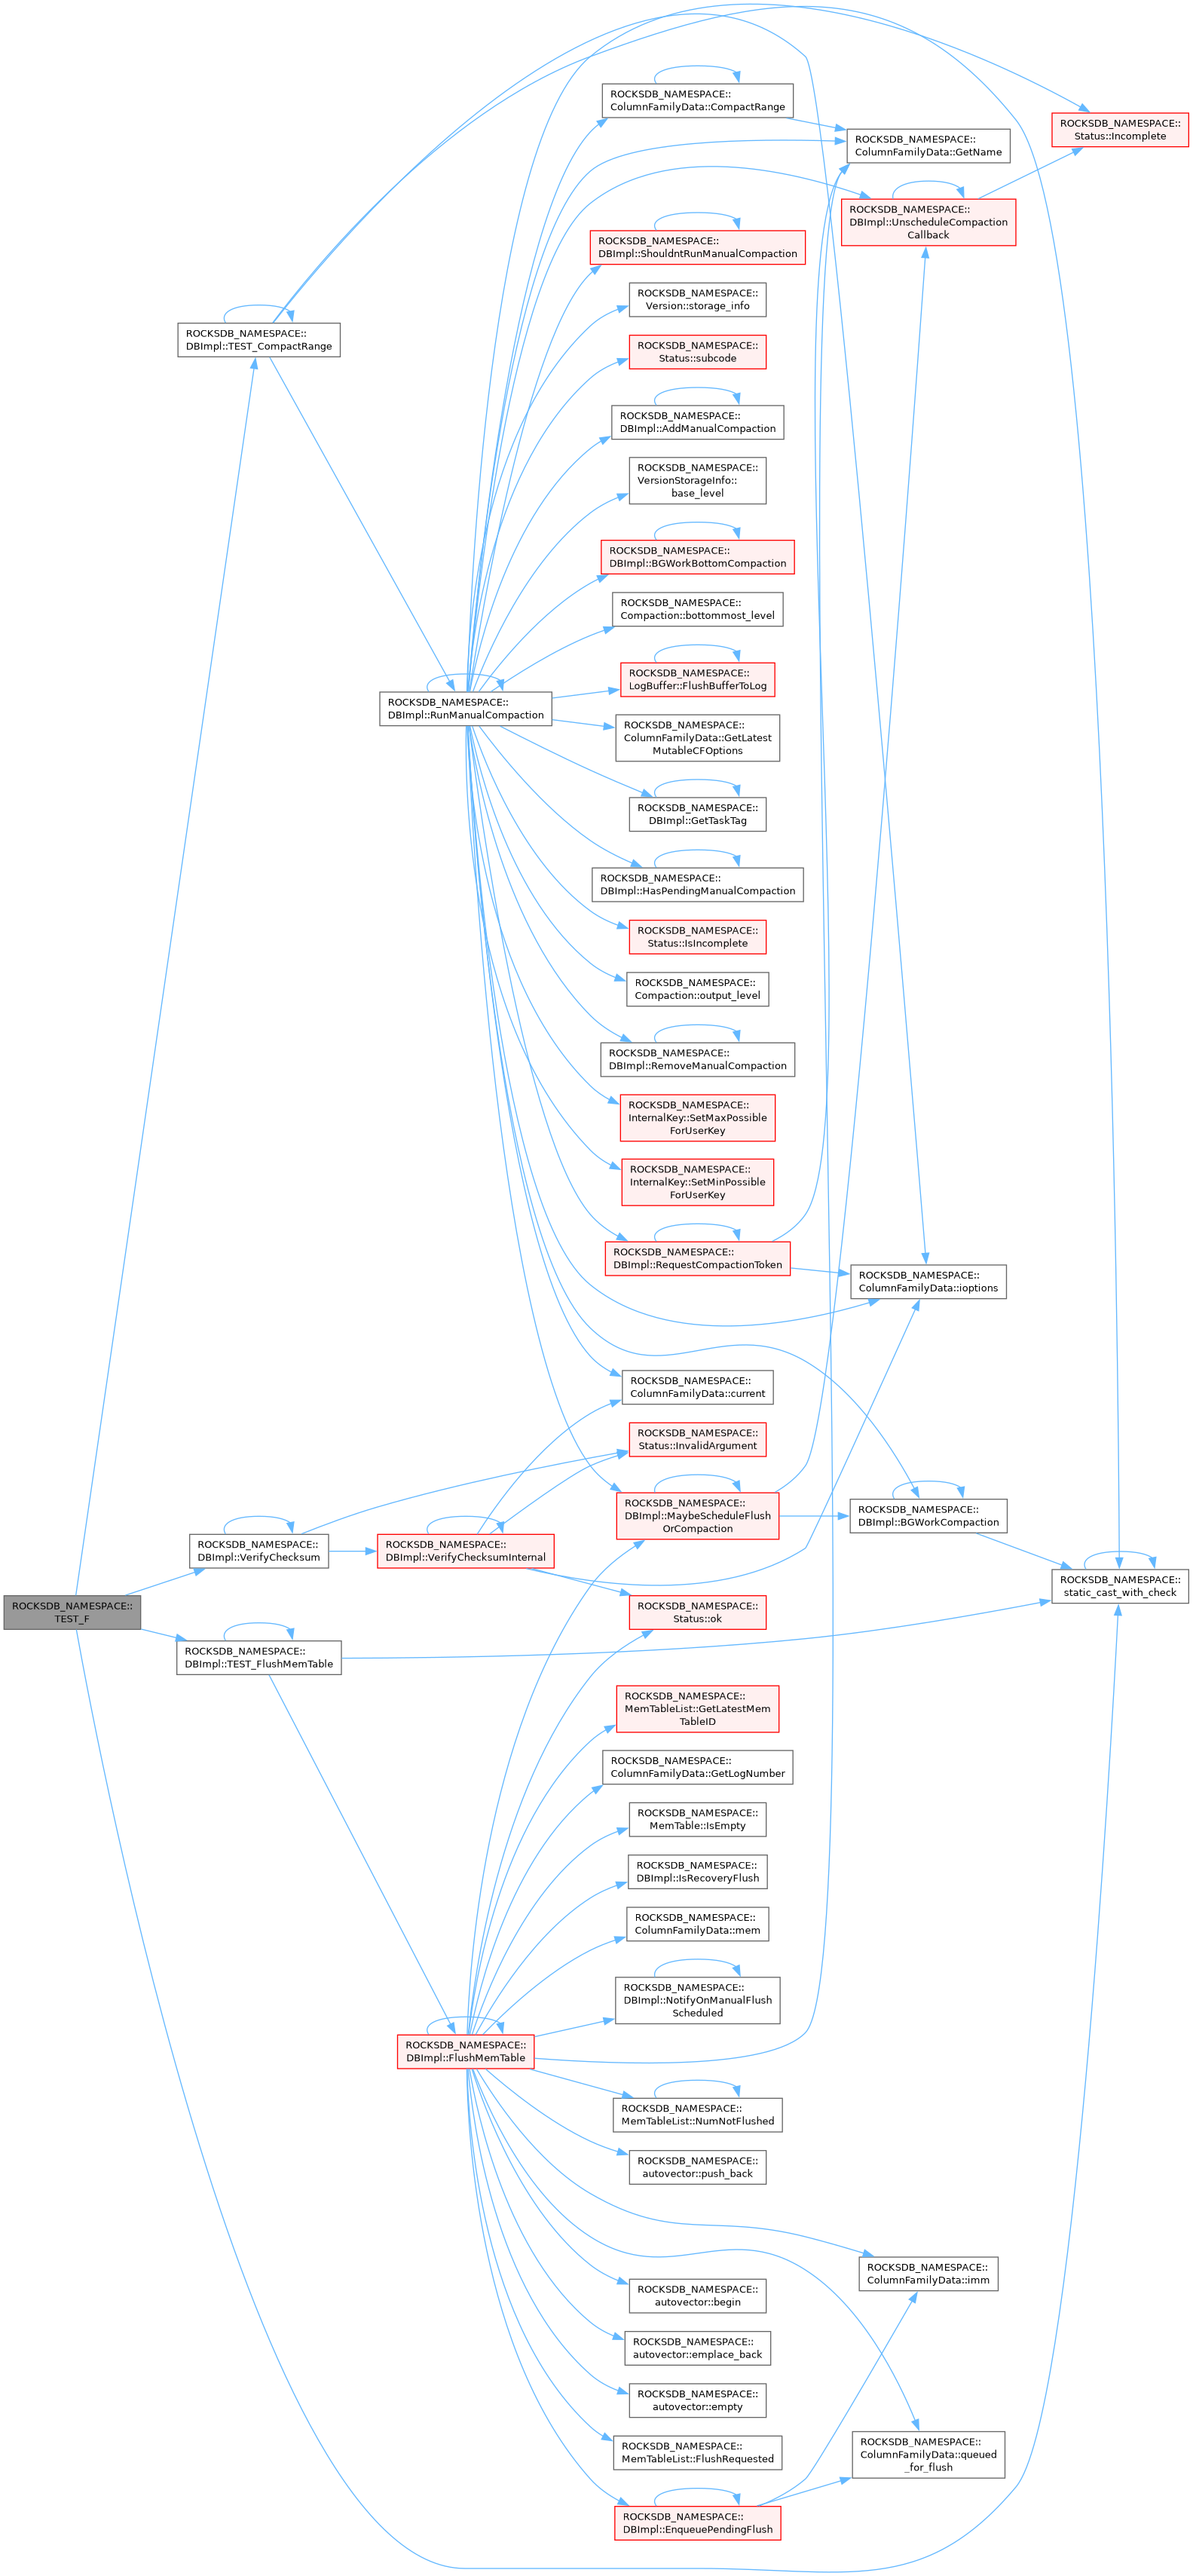 ROCKSDB_NAMESPACE::
ColumnFamilyData::CompactRange
ROCKSDB_NAMESPACE::
Status::Incomplete
ROCKSDB_NAMESPACE::
ColumnFamilyData::GetName
ROCKSDB_NAMESPACE::
DBImpl::UnscheduleCompaction
Callback
ROCKSDB_NAMESPACE::
DBImpl::ShouldntRunManualCompaction
ROCKSDB_NAMESPACE::
Version::storage_info
ROCKSDB_NAMESPACE::
DBImpl::TEST_CompactRange
ROCKSDB_NAMESPACE::
Status::subcode
ROCKSDB_NAMESPACE::
DBImpl::AddManualCompaction
ROCKSDB_NAMESPACE::
VersionStorageInfo::
base_level
ROCKSDB_NAMESPACE::
DBImpl::BGWorkBottomCompaction
ROCKSDB_NAMESPACE::
Compaction::bottommost_level
ROCKSDB_NAMESPACE::
LogBuffer::FlushBufferToLog
ROCKSDB_NAMESPACE::
DBImpl::RunManualCompaction
ROCKSDB_NAMESPACE::
ColumnFamilyData::GetLatest
MutableCFOptions
ROCKSDB_NAMESPACE::
DBImpl::GetTaskTag
ROCKSDB_NAMESPACE::
DBImpl::HasPendingManualCompaction
ROCKSDB_NAMESPACE::
Status::IsIncomplete
ROCKSDB_NAMESPACE::
Compaction::output_level
ROCKSDB_NAMESPACE::
DBImpl::RemoveManualCompaction
ROCKSDB_NAMESPACE::
InternalKey::SetMaxPossible
ForUserKey
ROCKSDB_NAMESPACE::
InternalKey::SetMinPossible
ForUserKey
ROCKSDB_NAMESPACE::
DBImpl::RequestCompactionToken
ROCKSDB_NAMESPACE::
ColumnFamilyData::ioptions
ROCKSDB_NAMESPACE::
ColumnFamilyData::current
ROCKSDB_NAMESPACE::
Status::InvalidArgument
ROCKSDB_NAMESPACE::
DBImpl::MaybeScheduleFlush
OrCompaction
ROCKSDB_NAMESPACE::
DBImpl::BGWorkCompaction
ROCKSDB_NAMESPACE::
DBImpl::VerifyChecksum
ROCKSDB_NAMESPACE::
DBImpl::VerifyChecksumInternal
ROCKSDB_NAMESPACE::
static_cast_with_check
ROCKSDB_NAMESPACE::
TEST_F
ROCKSDB_NAMESPACE::
Status::ok
ROCKSDB_NAMESPACE::
DBImpl::TEST_FlushMemTable
ROCKSDB_NAMESPACE::
MemTableList::GetLatestMem
TableID
ROCKSDB_NAMESPACE::
ColumnFamilyData::GetLogNumber
ROCKSDB_NAMESPACE::
MemTable::IsEmpty
ROCKSDB_NAMESPACE::
DBImpl::IsRecoveryFlush
ROCKSDB_NAMESPACE::
ColumnFamilyData::mem
ROCKSDB_NAMESPACE::
DBImpl::NotifyOnManualFlush
Scheduled
ROCKSDB_NAMESPACE::
DBImpl::FlushMemTable
ROCKSDB_NAMESPACE::
MemTableList::NumNotFlushed
ROCKSDB_NAMESPACE::
autovector::push_back
ROCKSDB_NAMESPACE::
ColumnFamilyData::imm
ROCKSDB_NAMESPACE::
autovector::begin
ROCKSDB_NAMESPACE::
autovector::emplace_back
ROCKSDB_NAMESPACE::
autovector::empty
ROCKSDB_NAMESPACE::
MemTableList::FlushRequested
ROCKSDB_NAMESPACE::
ColumnFamilyData::queued
_for_flush
ROCKSDB_NAMESPACE::
DBImpl::EnqueuePendingFlush